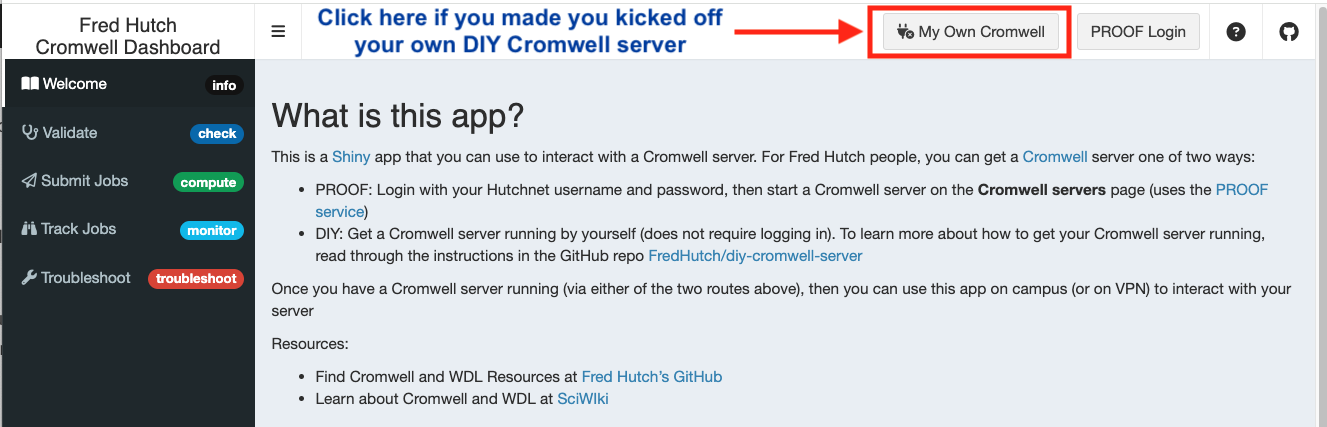 Fred Hutch
Cromwell Dashboard
Click here if you made you kicked off
your own DIY Cromwell server
My Own Cromwell
PROOF Login
Welcome
info
Validate
check
Submit Jobs
compute
Track Jobs
monitor
Troubleshoot
troubleshoot
What is this app?
This is a Shiny app that you can use to interact with a Cromwell server. For Fred Hutch people, you can get a Cromwell server one of two ways:
• PROOF: Login with your Hutchnet username and password, then start a Cromwell server on the Cromwell servers page (uses the PROOF
service)
• DIY: Get a Cromwell server running by yourself (does not require logging in). To learn more about how to get your Cromwell server running,
read through the instructions in the GitHub repo FredHutch/diy-cromwell-server
Once you have a Cromwell server running (via either of the two routes above), then you can use this app on campus (or on VPN) to interact with your
server
Resources:
• Find Cromwell and WDL Resources at Fred Hutch's GitHub
• Learn about Cromwell and WDL at SciWIki